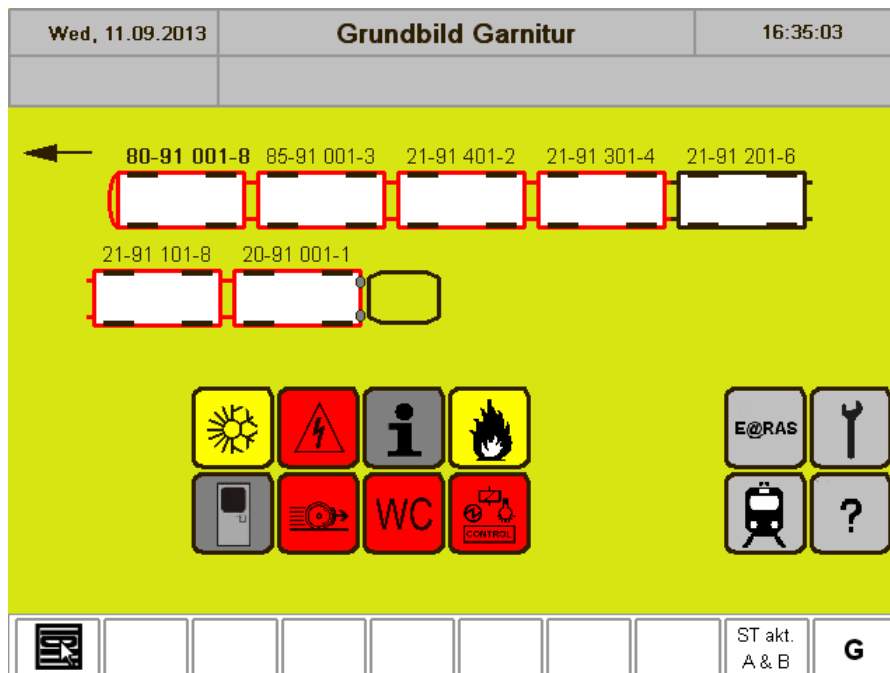 Wed, 11.09.2013 Grundbild Garnitur 16:35:03
80-91 001-8 85-91 001-3 21-91 401-2 21-91 301-4 21-91 201-6
21-91 101-8 20-91 001-1
E@RAS
WC
CONTROL
?
ST akt.
A & B
G